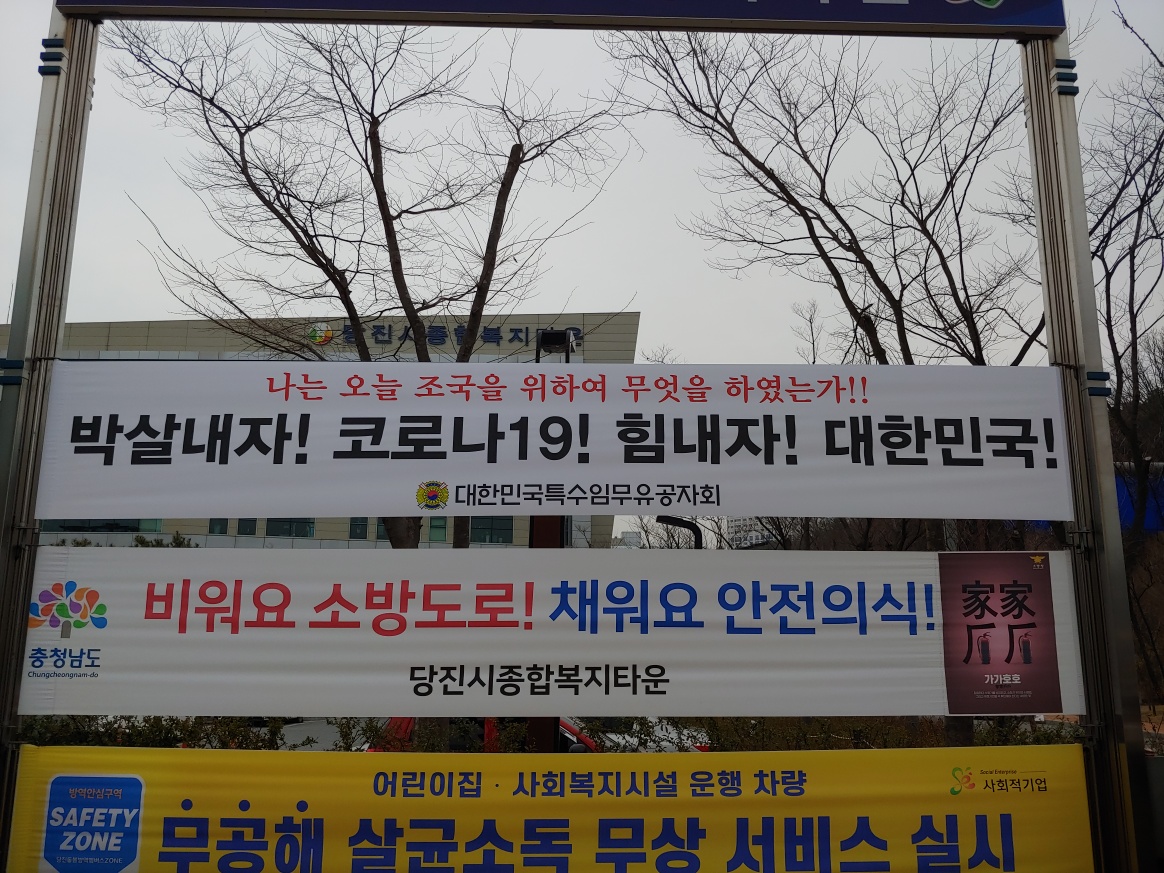 당진시종합복지타운
나는 오늘 조국을 위하여 무엇을 하였는가!!
박살내자! 코로나19! 힘내자! 대한민국!
대한민국특수임무유공자회
비워요 소방도로! 채워요 안전의식!
충청남도
Chungcheongnam-do
당진시종합복지타운
家家
가가호호
어린이집 · 사회복지시설 운행 차량
Social Enterprise
사회적기업
방역안심구역
SAFETY
ZONE
무공해 살균소독 무상 서비스 실시